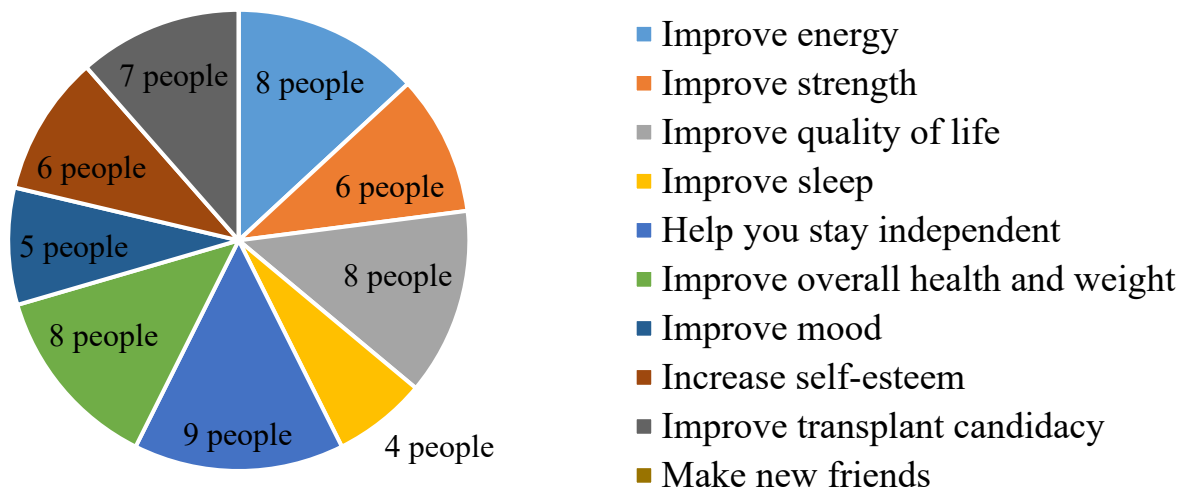 8 people
6 people
8 people
4 people
9 people
8 people
5 people
6 people
7 people
Improve energy
Improve strength
Improve quality of life
Improve sleep
Help you stay independent
Improve overall health and weight
Improve mood
Increase self-esteem
Improve transplant candidacy
Make new friends